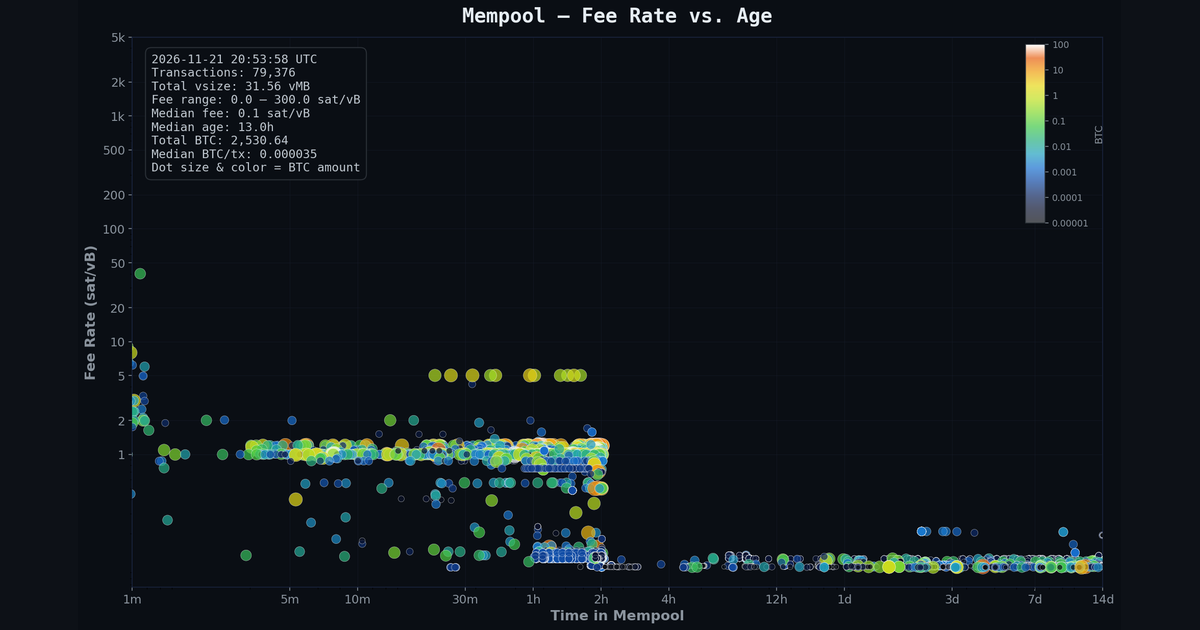 Mempool — Fee Rate vs. Age
2026-11-21 20:53:58 UTC
Transactions: 79,376
Total vsize: 31.56 vMB
Fee range: 0.0 — 300.0 sat/vB
Median fee: 0.1 sat/vB
Median age: 13.0h
Total BTC: 2,530.64
Median BTC/tx: 0.000035
Dot size & color = BTC amount
100
10
1
0.1
0.01
0.001
0.0001
0.00001
BTC
Fee Rate (sat/vB)
5k
2k
1k
500
200
100
50
20
10
5
2
1
1m 5m 10m 30m 1h 2h 4h 12h 1d 3d 7d 14d
Time in Mempool